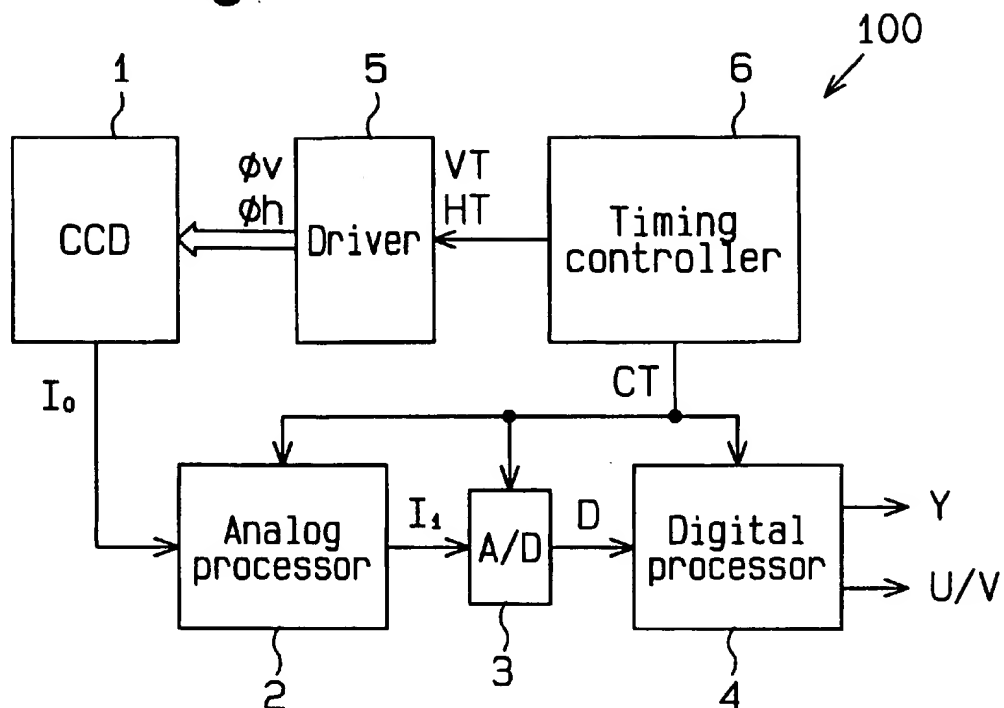 100
1
5
6
CCD
φv
φh
Driver
VT
HT
Timing
controller
I₀
CT
Analog
processor
I₁
A/D
D
Digital
processor
Y
U/V
2
3
4